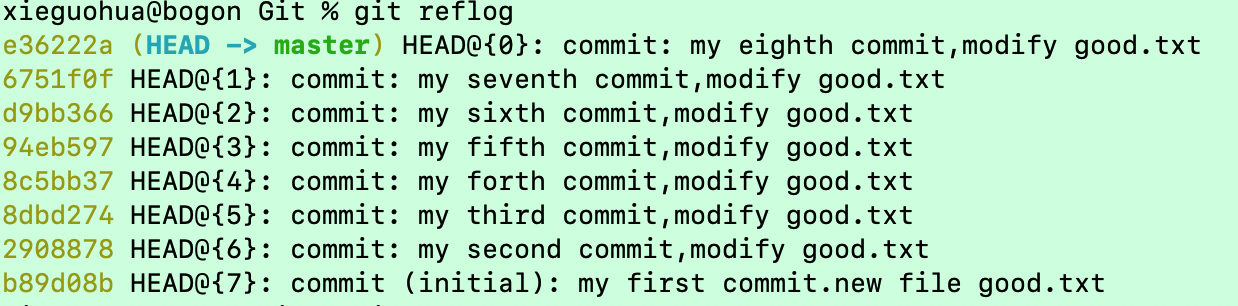 xieguohua@bogon Git % git reflog
e36222a (HEAD -> master) HEAD@{0}: commit: my eighth commit,modify good.txt
6751f0f HEAD@{1}: commit: my seventh commit,modify good.txt
d9bb366 HEAD@{2}: commit: my sixth commit,modify good.txt
94eb597 HEAD@{3}: commit: my fifth commit,modify good.txt
8c5bb37 HEAD@{4}: commit: my forth commit,modify good.txt
8dbd274 HEAD@{5}: commit: my third commit,modify good.txt
2908878 HEAD@{6}: commit: my second commit,modify good.txt
b89d08b HEAD@{7}: commit (initial): my first commit.new file good.txt